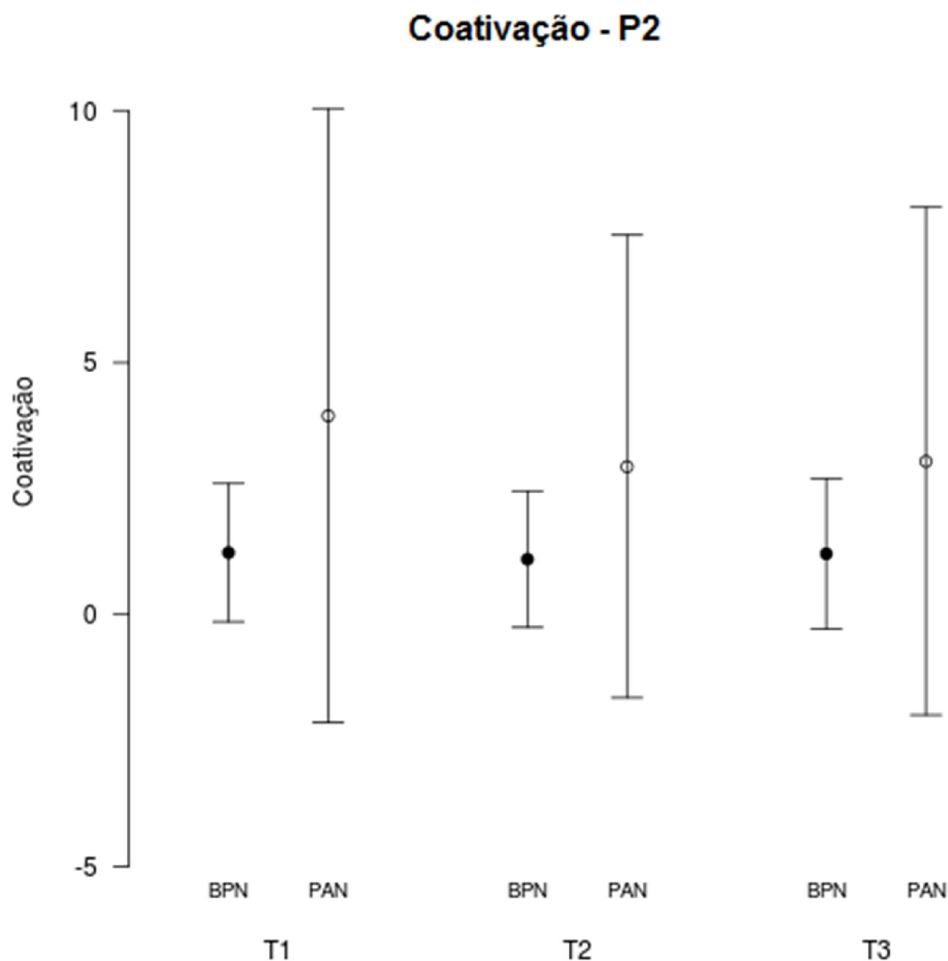 Coativação - P2
10
5
0
-5
Coativação
BPN PAN BPN PAN BPN PAN
T1 T2 T3